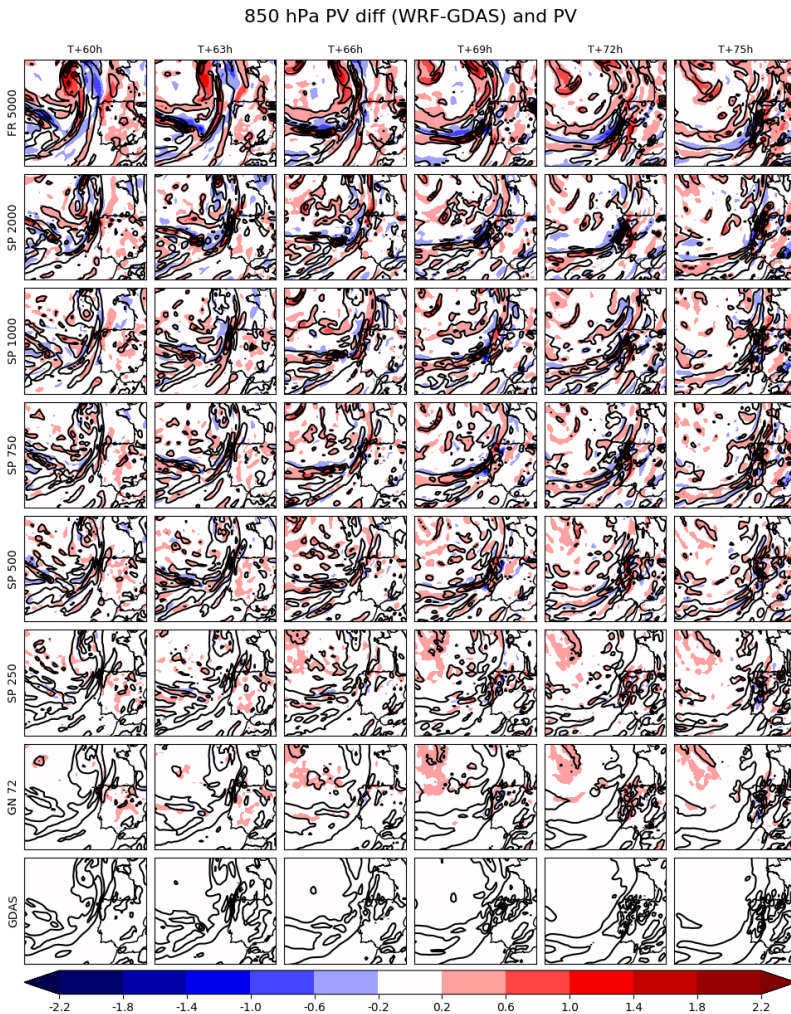 850 hPa PV diff (WRF-GDAS) and PV
T+60h T+63h T+66h T+69h T+72h T+75h
FR 5000
SP 2000
SP 1000
SP 750
SP 500
SP 250
GN 72
GDAS
-2.2 -1.8 -1.4 -1.0 -0.6 -0.2 0.2 0.6 1.0 1.4 1.8 2.2